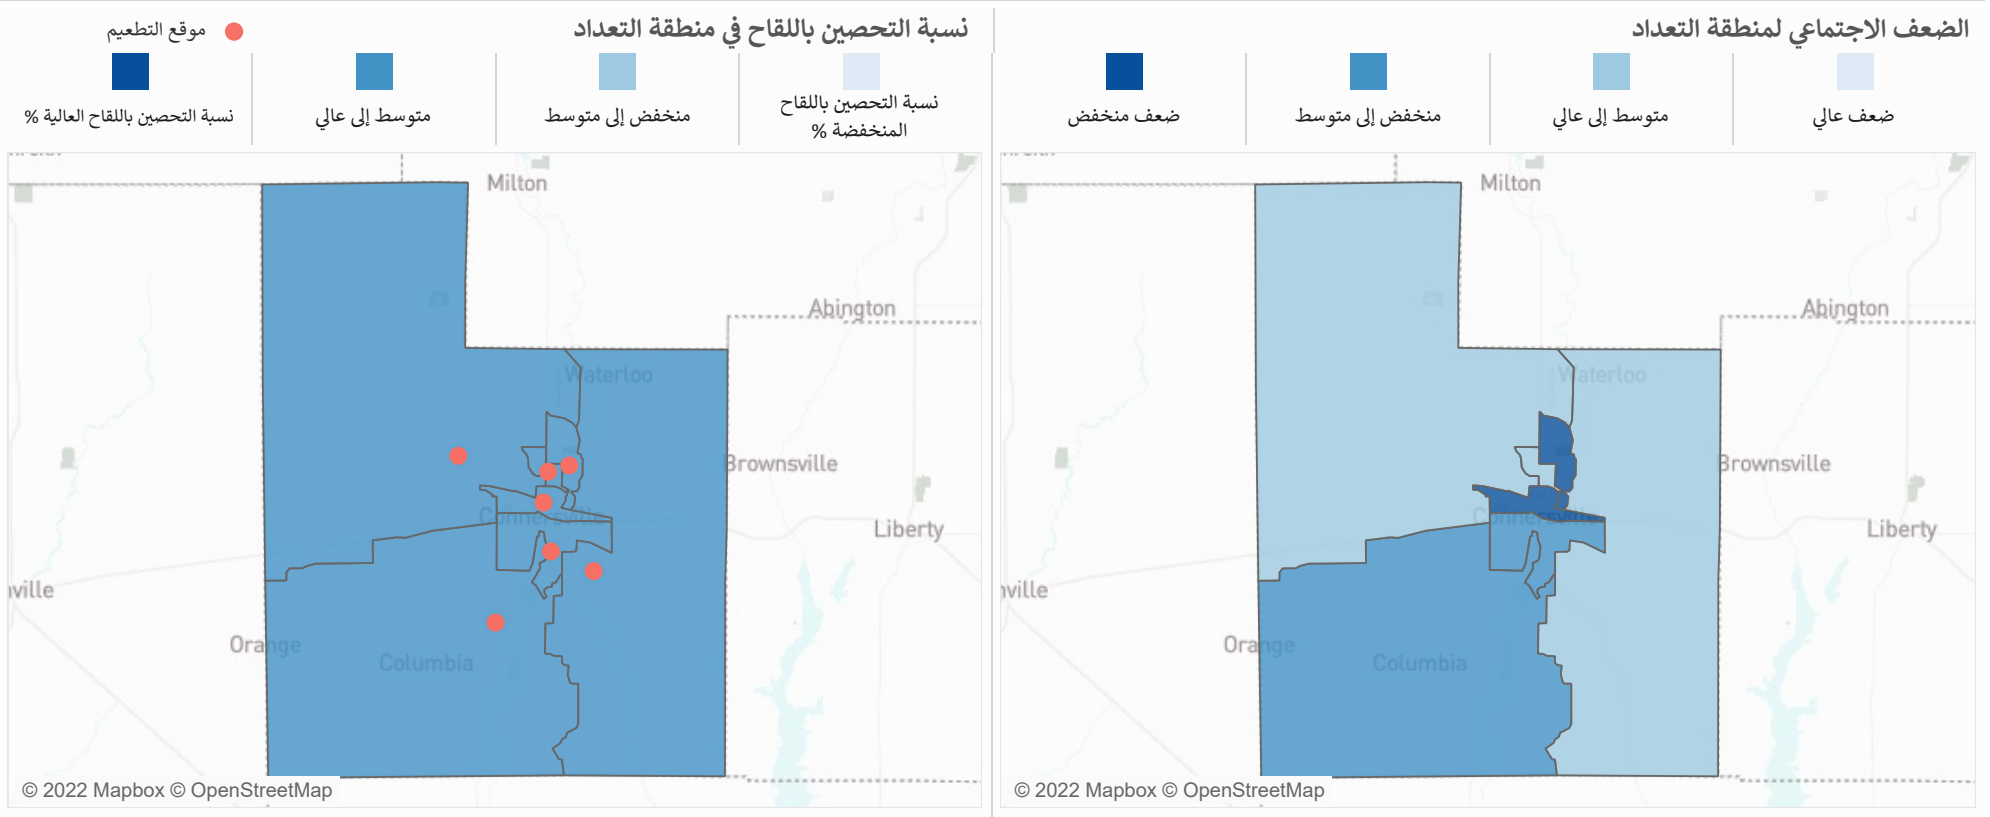 الضعف الاجتماعي لمنطقة التعداد
ضعف عالي
متوسط إلى عالي
منخفض إلى متوسط
ضعف منخفض
Milton
Abington
Waterloo
Brownsville
Connersville
Liberty
Orange
Columbia
© 2022 Mapbox © OpenStreetMap
نسبة التحصين باللقاح في منطقة التعداد
موقع التطعيم
نسبة التحصين باللقاح
المنخفضة %
منخفض إلى متوسط
متوسط إلى عالي
نسبة التحصين باللقاح العالية %
Milton
Abington
Waterloo
Brownsville
Connersville
Liberty
Orange
Columbia
© 2022 Mapbox © OpenStreetMap